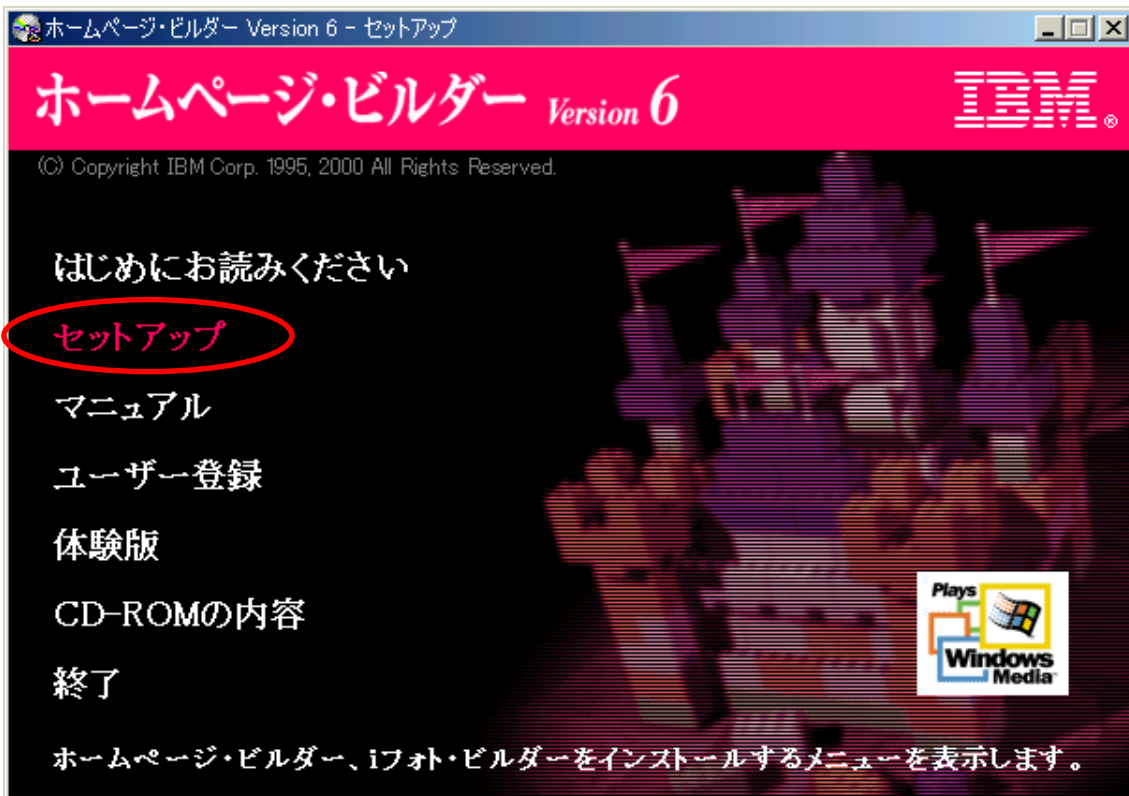 ホームページ・ビルダー Version 6 - セットアップ
ホームページ・ビルダー Version 6
IBM®
(C) Copyright IBM Corp. 1995, 2000 All Rights Reserved.
はじめにお読みください
セットアップ
マニュアル
ユーザー登録
体験版
CD-ROMの内容
終了
Plays
Windows
Media
ホームページ・ビルダー、iフォト・ビルダーをインストールするメニューを表示します。